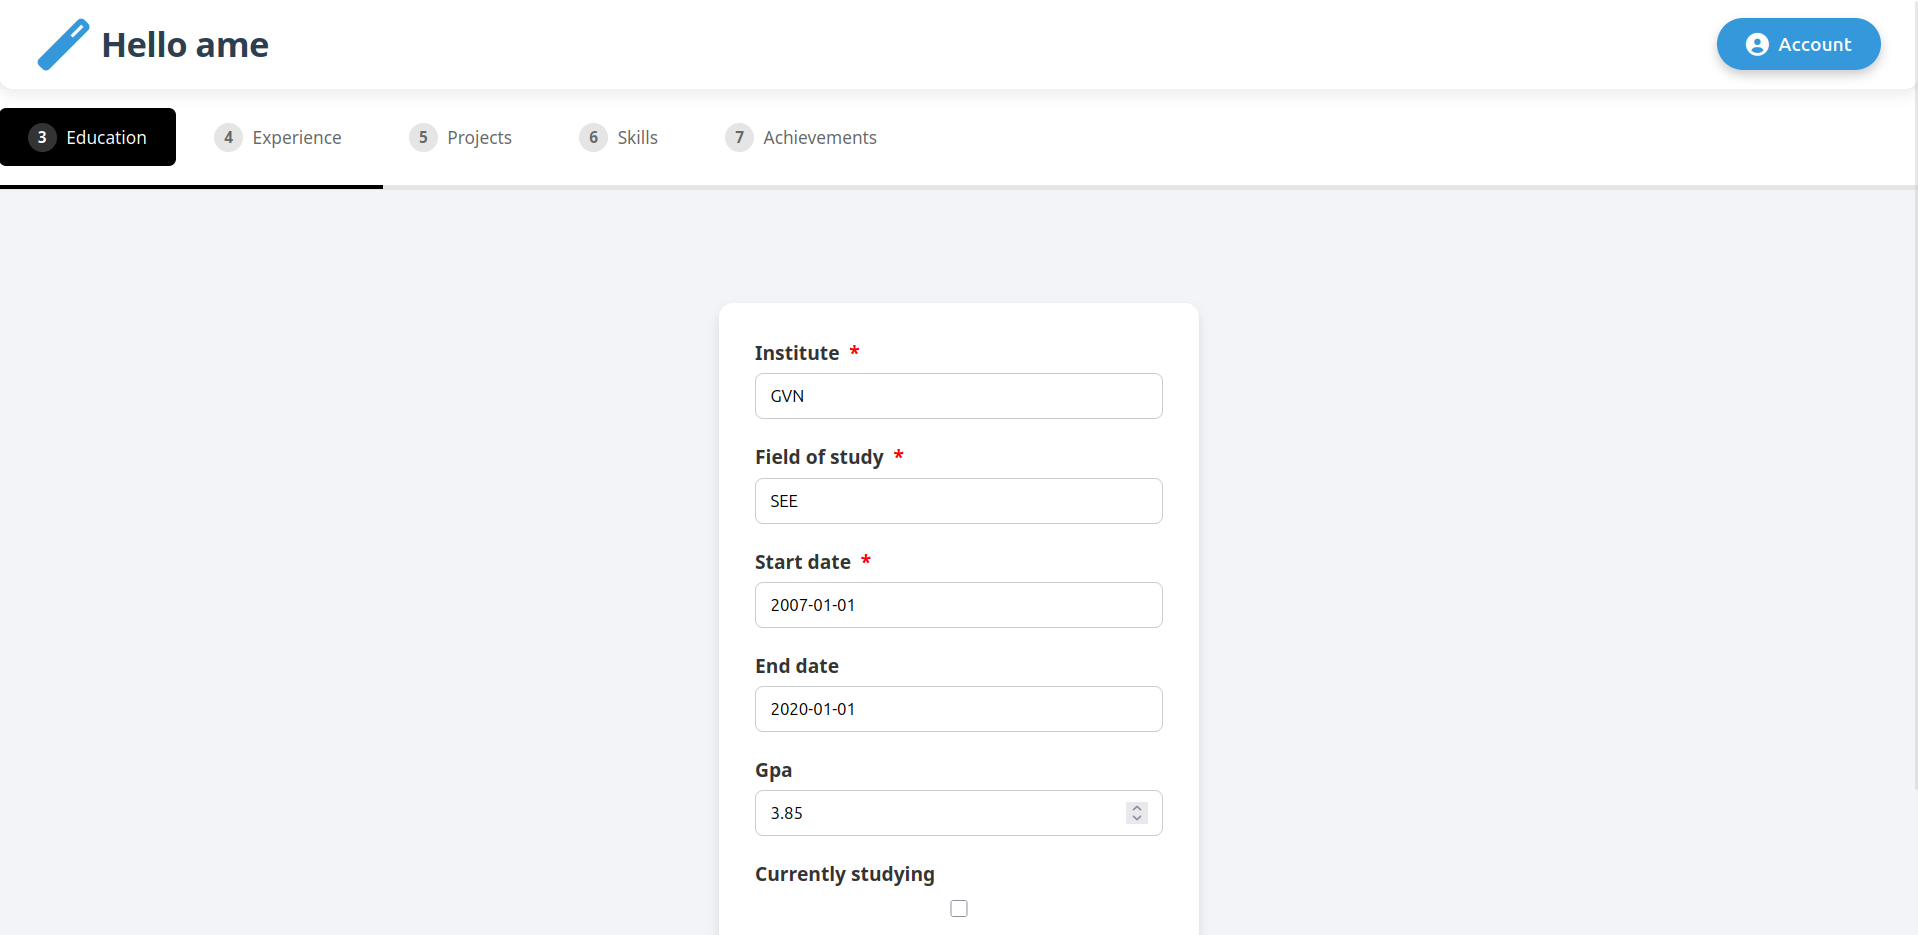 Hello ame
Account
3 Education 4 Experience 5 Projects 6 Skills 7 Achievements
Institute *
GVN
Field of study *
SEE
Start date *
2007-01-01
End date
2020-01-01
Gpa
3.85
Currently studying